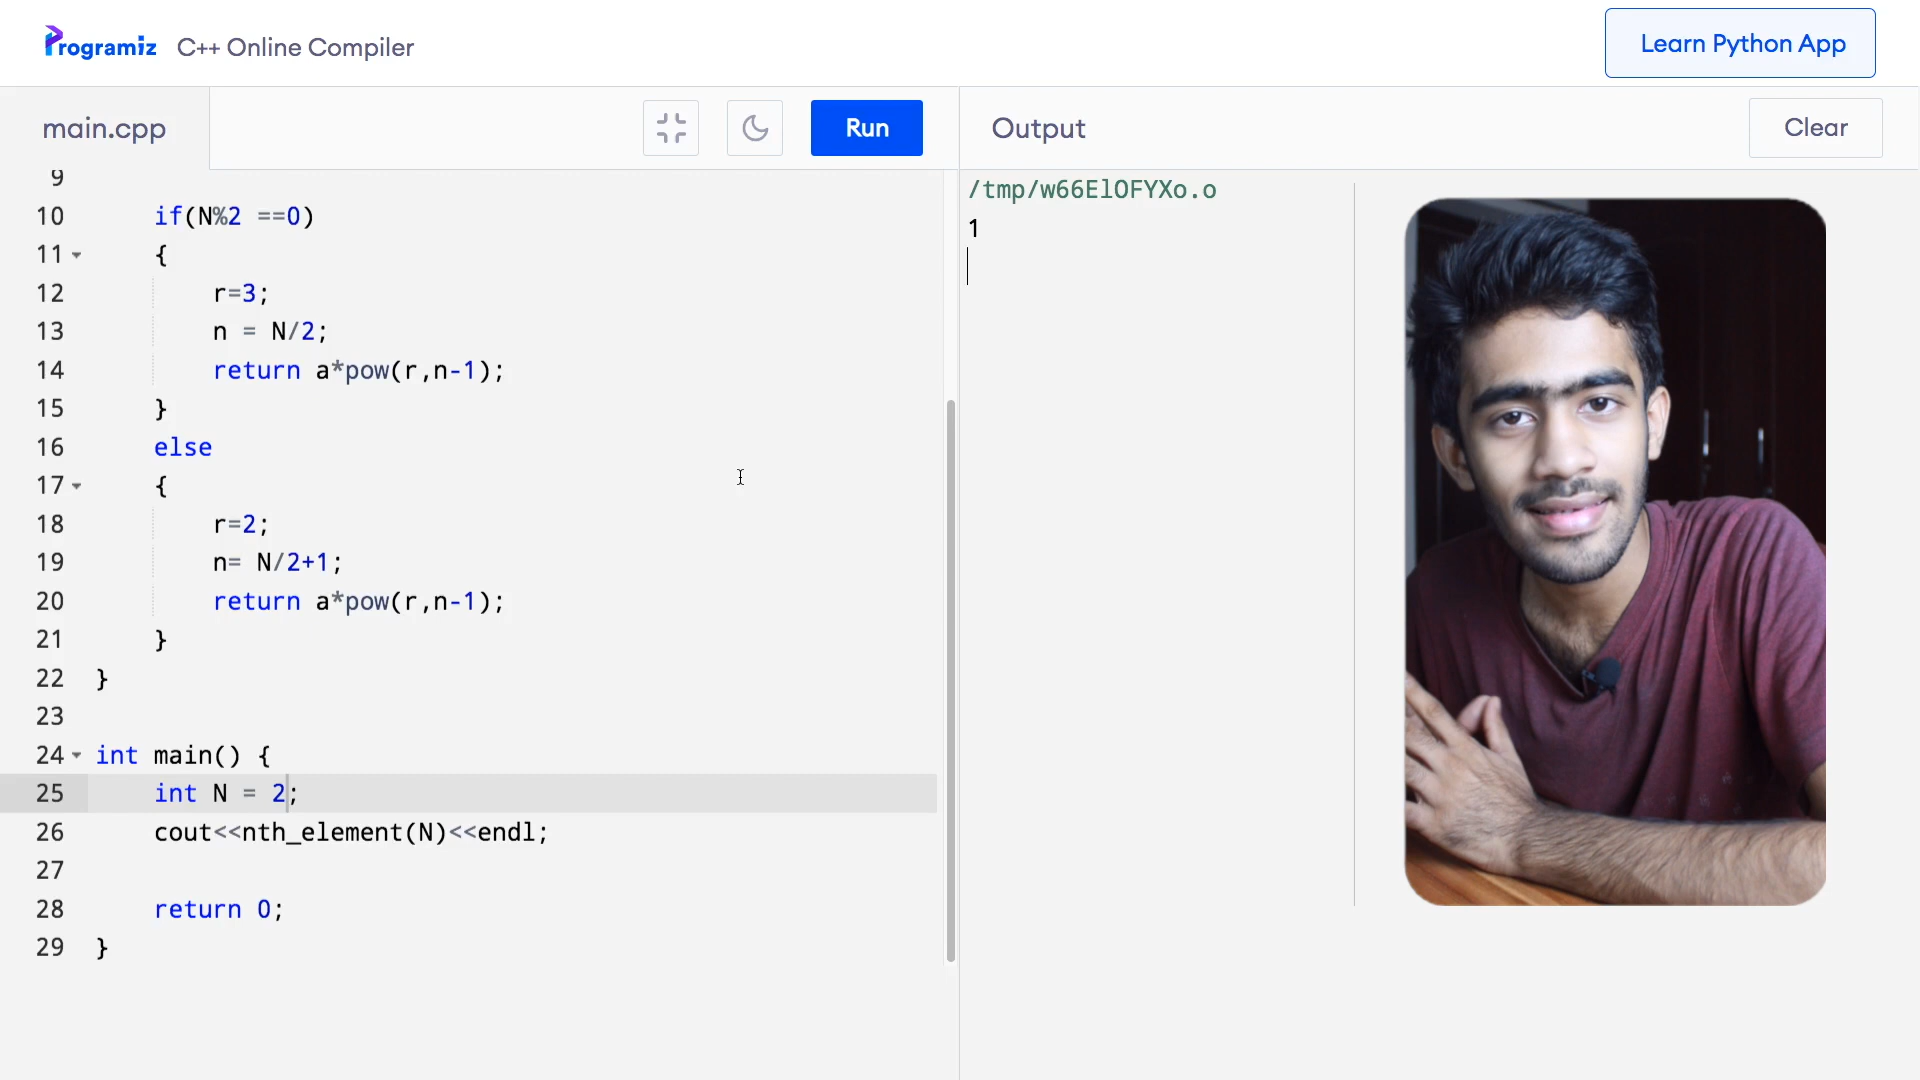 Programiz C++ Online Compiler
Learn Python App
main.cpp
Run
Output
Clear
9
10 if(N%2 ==0)
11 {
12 r=3;
13 n = N/2;
14 return a*pow(r,n-1);
15 }
16 else
17 {
18 r=2;
19 n= N/2+1;
20 return a*pow(r,n-1);
21 }
22 }
23
24 int main() {
25 int N = 2;
26 cout<<nth_element(N)<<endl;
27
28 return 0;
29 }
/tmp/w66ElOFYXo.o
1